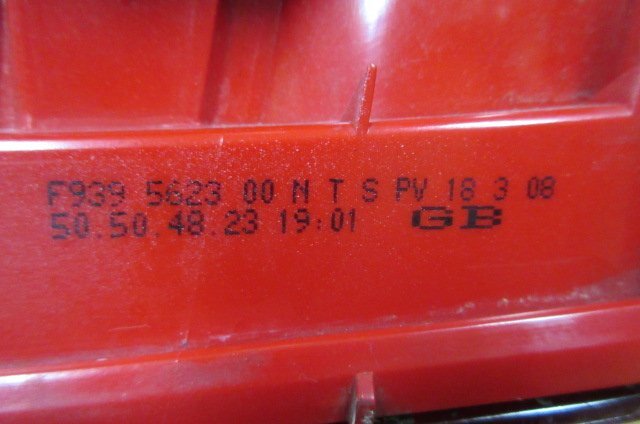 F939 5623 00 N T S PV 18 3 08
50.50.48.23 19:01 GB